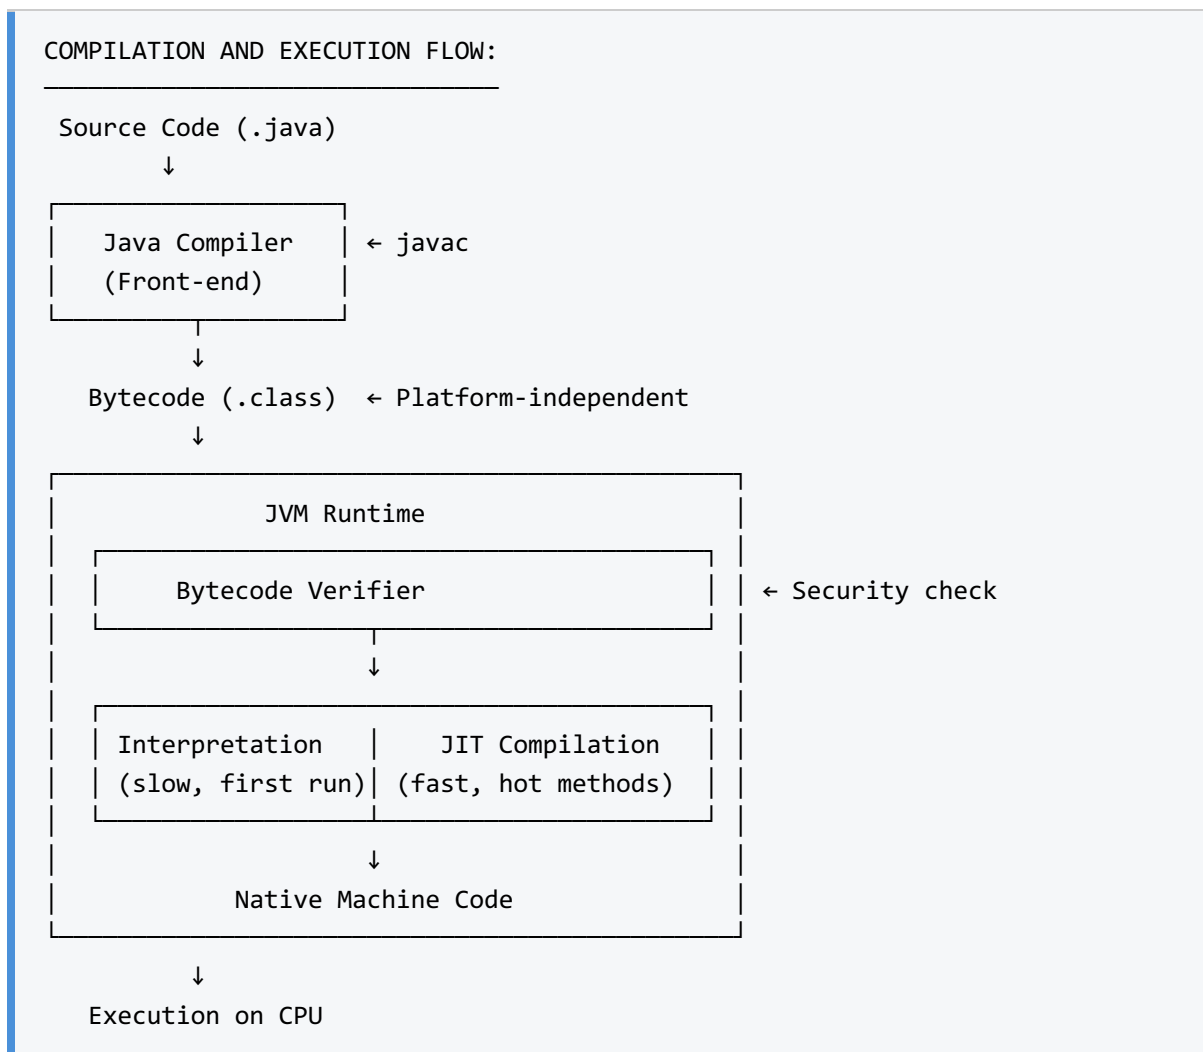 COMPILATION AND EXECUTION FLOW:
Source Code (.java)
↓
Java Compiler ← javac
(Front-end)
↓
Bytecode (.class) ← Platform-independent
↓
JVM Runtime
Bytecode Verifier ← Security check
↓
Interpretation JIT Compilation
(slow, first run) (fast, hot methods)
↓
Native Machine Code
↓
Execution on CPU